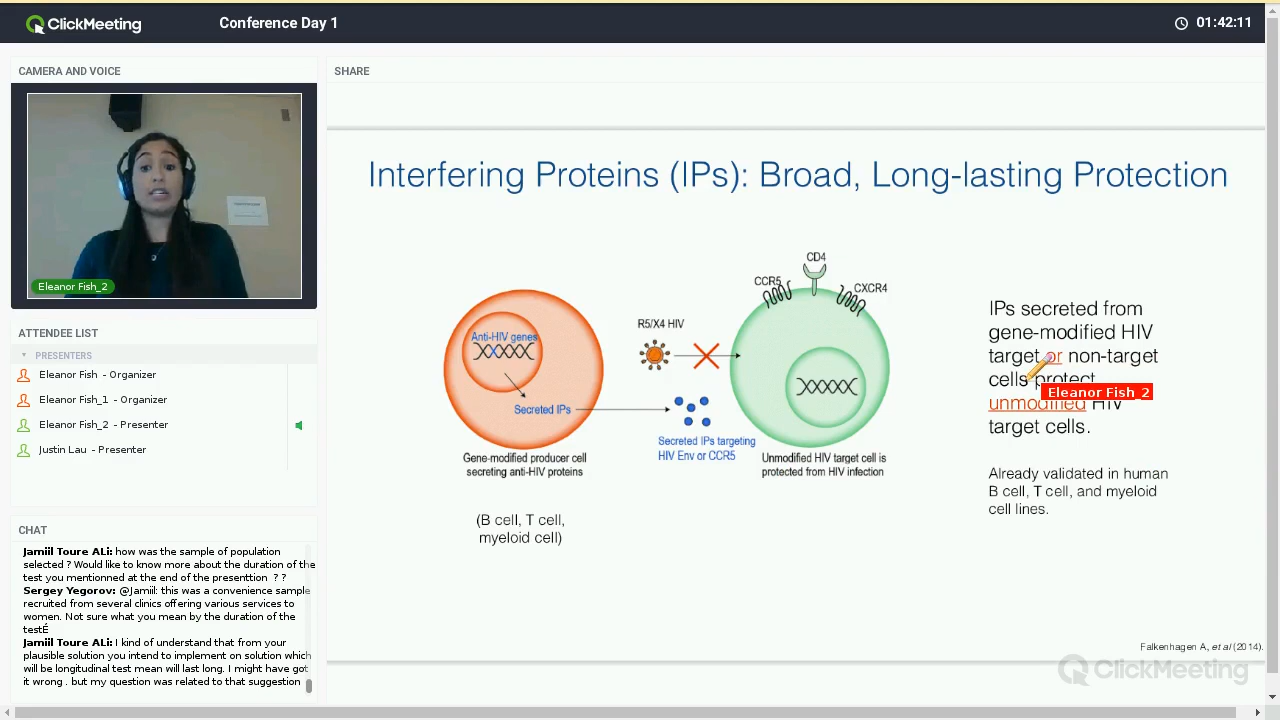 ClickMeeting
Conference Day 1
01:42:11
CAMERA AND VOICE
SHARE
Eleanor Fish_2
ATTENDEE LIST
PRESENTERS
Eleanor Fish - Organizer
Eleanor Fish_1 - Organizer
Eleanor Fish_2 - Presenter
Justin Lau - Presenter
CHAT
Jamiil Toure ALi: how was the sample of population
selected ? Would like to know more about the duration of the
test you mentionned at the end of the presenttion ? ?
Sergey Yegorov: @Jamiil: this was a convenience sample
recruited from several clinics offering various services to
women. Not sure what you mean by the duration of the
testÉ
Jamiil Toure ALi: I kind of understand that from your
plausible solution you intend to implement on solution which
will be longitudinal test mean will last long. I might have got
it wrong . but my question was related to that suggestion
Interfering Proteins (IPs): Broad, Long-lasting Protection
Anti-HIV genes
Secreted IPs
Gene-modified producer cell
secreting anti-HIV proteins
(B cell, T cell,
myeloid cell)
R5/X4 HIV
Secreted IPs targeting
HIV Env or CCR5
CD4
CCR5
CXCR4
Unmodified HIV target cell is
protected from HIV infection
IPs secreted from
gene-modified HIV
target or non-target
cells protect
Eleanor Fish_2
unmodified HIV
target cells.
Already validated in human
B cell, T cell, and myeloid
cell lines.
Falkenhagen A, et al (2014).
ClickMeeting